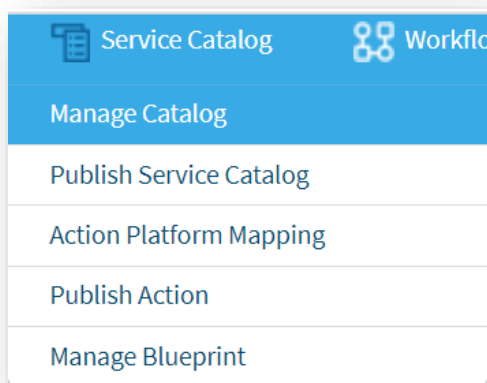 Service Catalog
Manage Catalog
Publish Service Catalog
Action Platform Mapping
Publish Action
Manage Blueprint